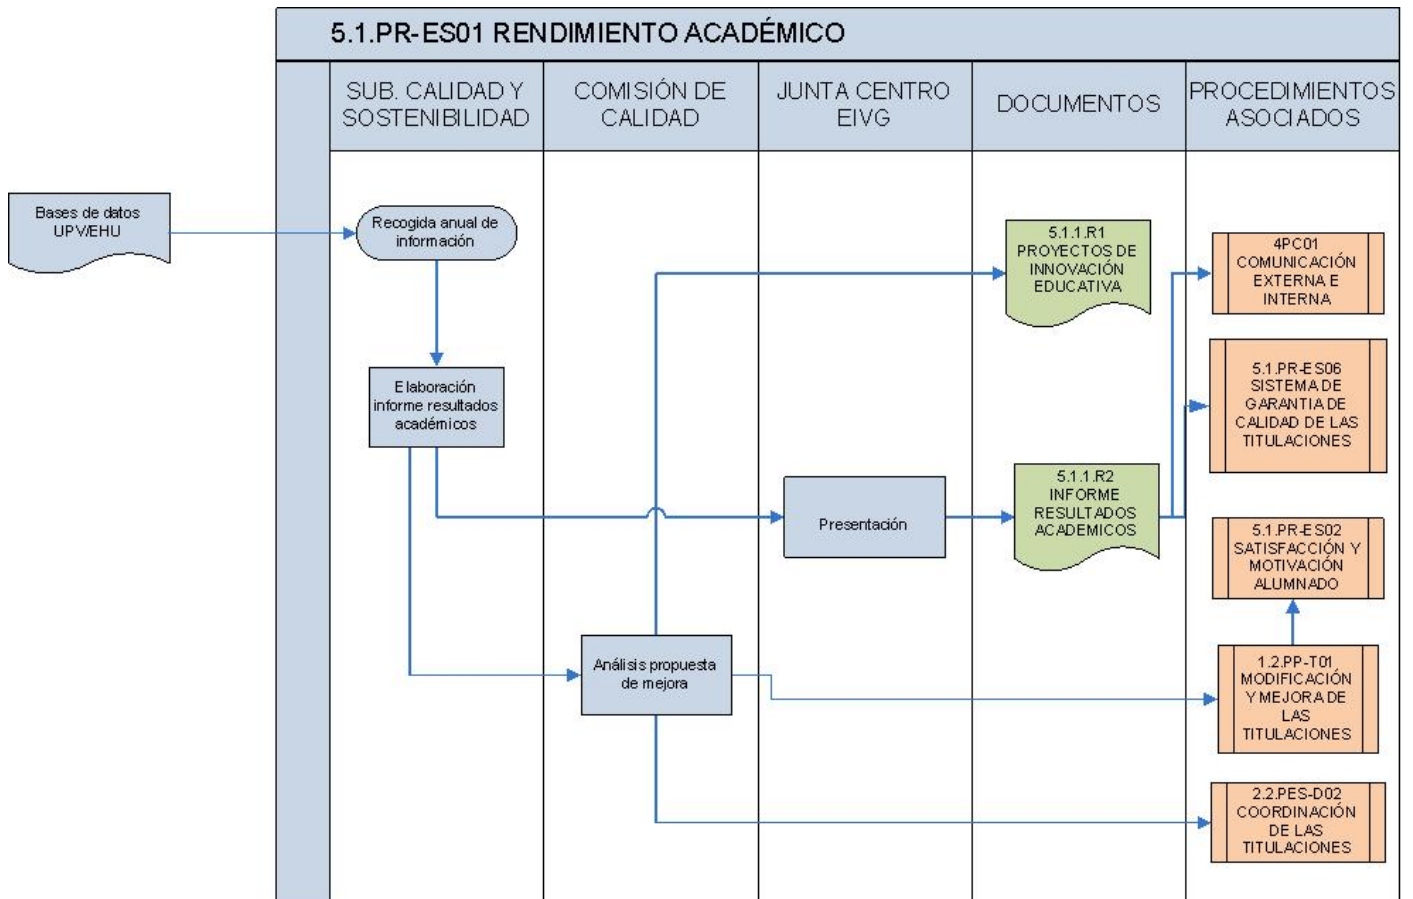 5.1.PR-ES01 RENDIMIENTO ACADÉMICO
SUB. CALIDAD Y
SOSTENIBILIDAD
COMISIÓN DE
CALIDAD
JUNTA CENTRO
EIVG
DOCUMENTOS
PROCEDIMIENTOS
ASOCIADOS
Bases de datos
UPV/EHU
Recogida anual de
información
5.1.1.R1
PROYECTOS DE
INNOVACIÓN
EDUCATIVA
4PC01
COMUNICACIÓN
EXTERNA E
INTERNA
Elaboración
informe resultados
académicos
5.1.PR-ES06
SISTEMA DE
GARANTIA DE
CALIDAD DE LAS
TITULACIONES
Presentación
5.1.1.R2
INFORME
RESULTADOS
ACADEMICOS
5.1.PR-ES02
SATISFACCIÓN Y
MOTIVACIÓN
ALUMNADO
Análisis propuesta
de mejora
1.2.PP-T01
MODIFICACIÓN
Y MEJORA DE
LAS
TITULACIONES
2.2.PES-D02
COORDINACIÓN
DE LAS
TITULACIONES